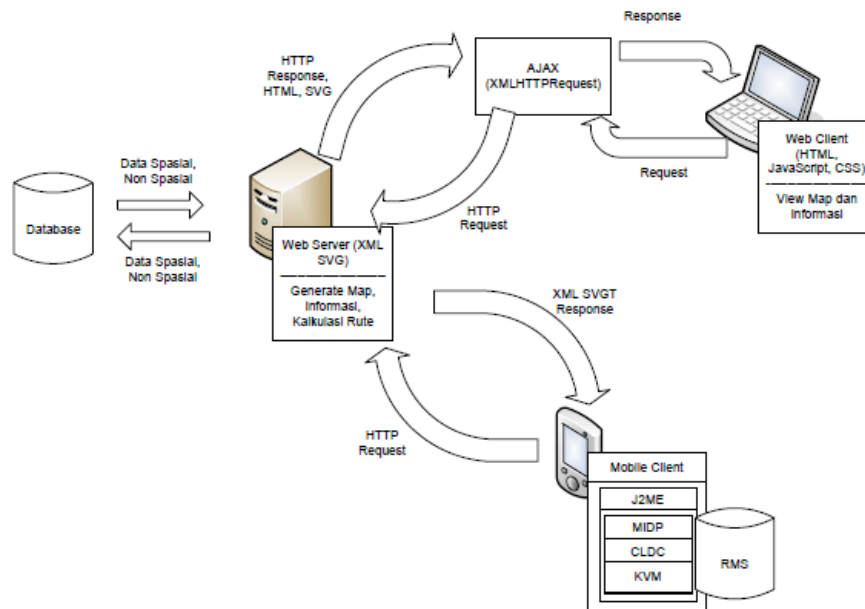 Response
HTTP
Response,
HTML, SVG
AJAX
(XMLHTTPRequest)
Web Client
(HTML,
JavaScript, CSS)
View Map dan
Informasi
Request
Data Spasial,
Non Spasial
Database
Data Spasial,
Non Spasial
HTTP
Request
Web Server (XML
SVG)
Generate Map,
Informasi,
Kalkulasi Rute
XML SVGT
Response
HTTP
Request
Mobile Client
J2ME
MIDP
CLDC
KVM
RMS